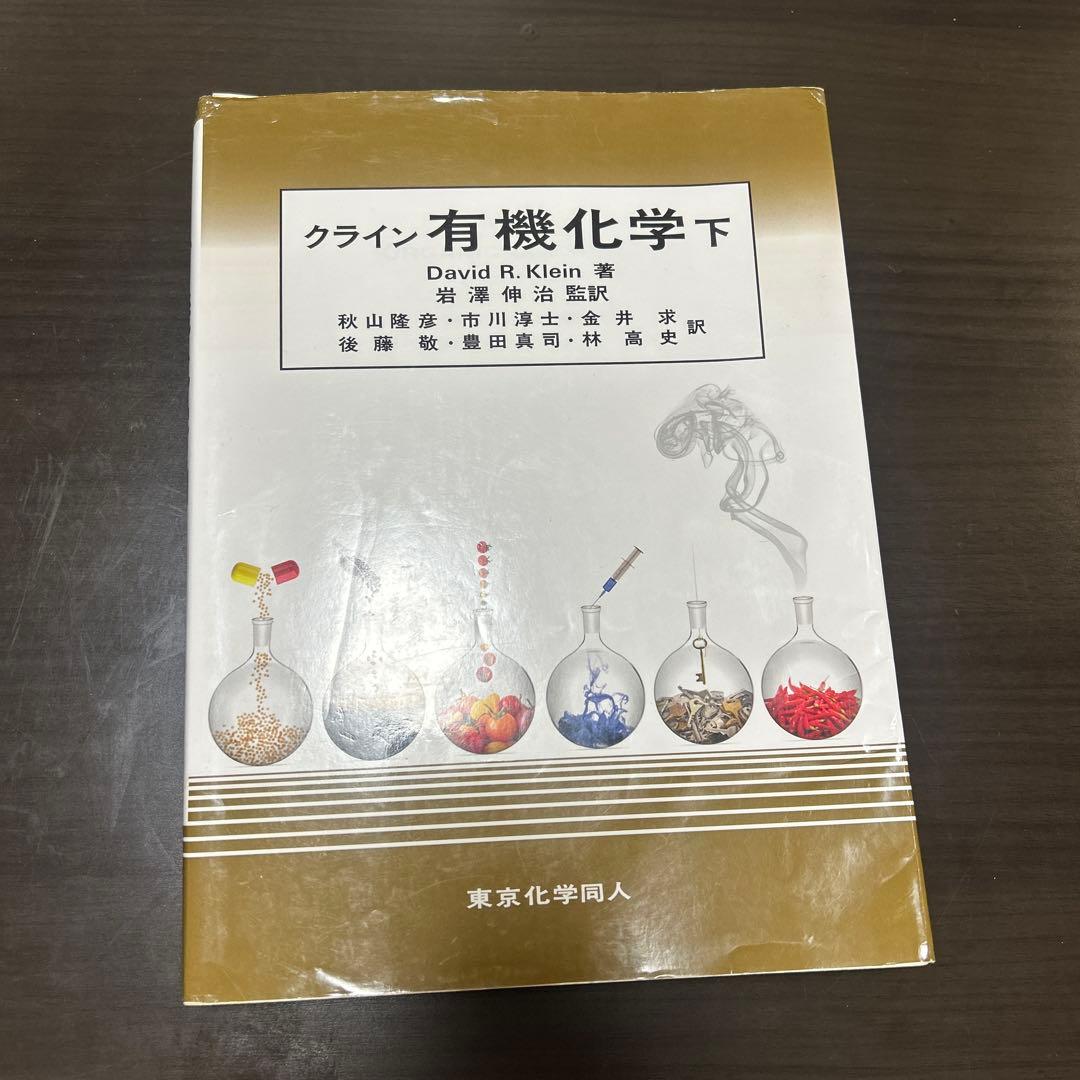 クライン 有機化学 下
David R. Klein 著
岩澤伸治 監訳
秋山隆彦・市川淳士・金井 求
後藤 敬・豊田真司・林 高史 訳
東京化学同人